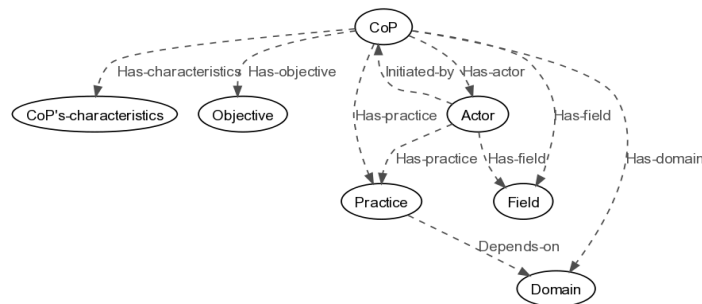 CoP
Has-characteristics
Has-objective
Initiated-by
Has-actor
CoP's-characteristics
Objective
Has-practice
Actor
Has-field
Has-practice
Has-field
Has-domain
Practice
Field
Depends-on
Domain